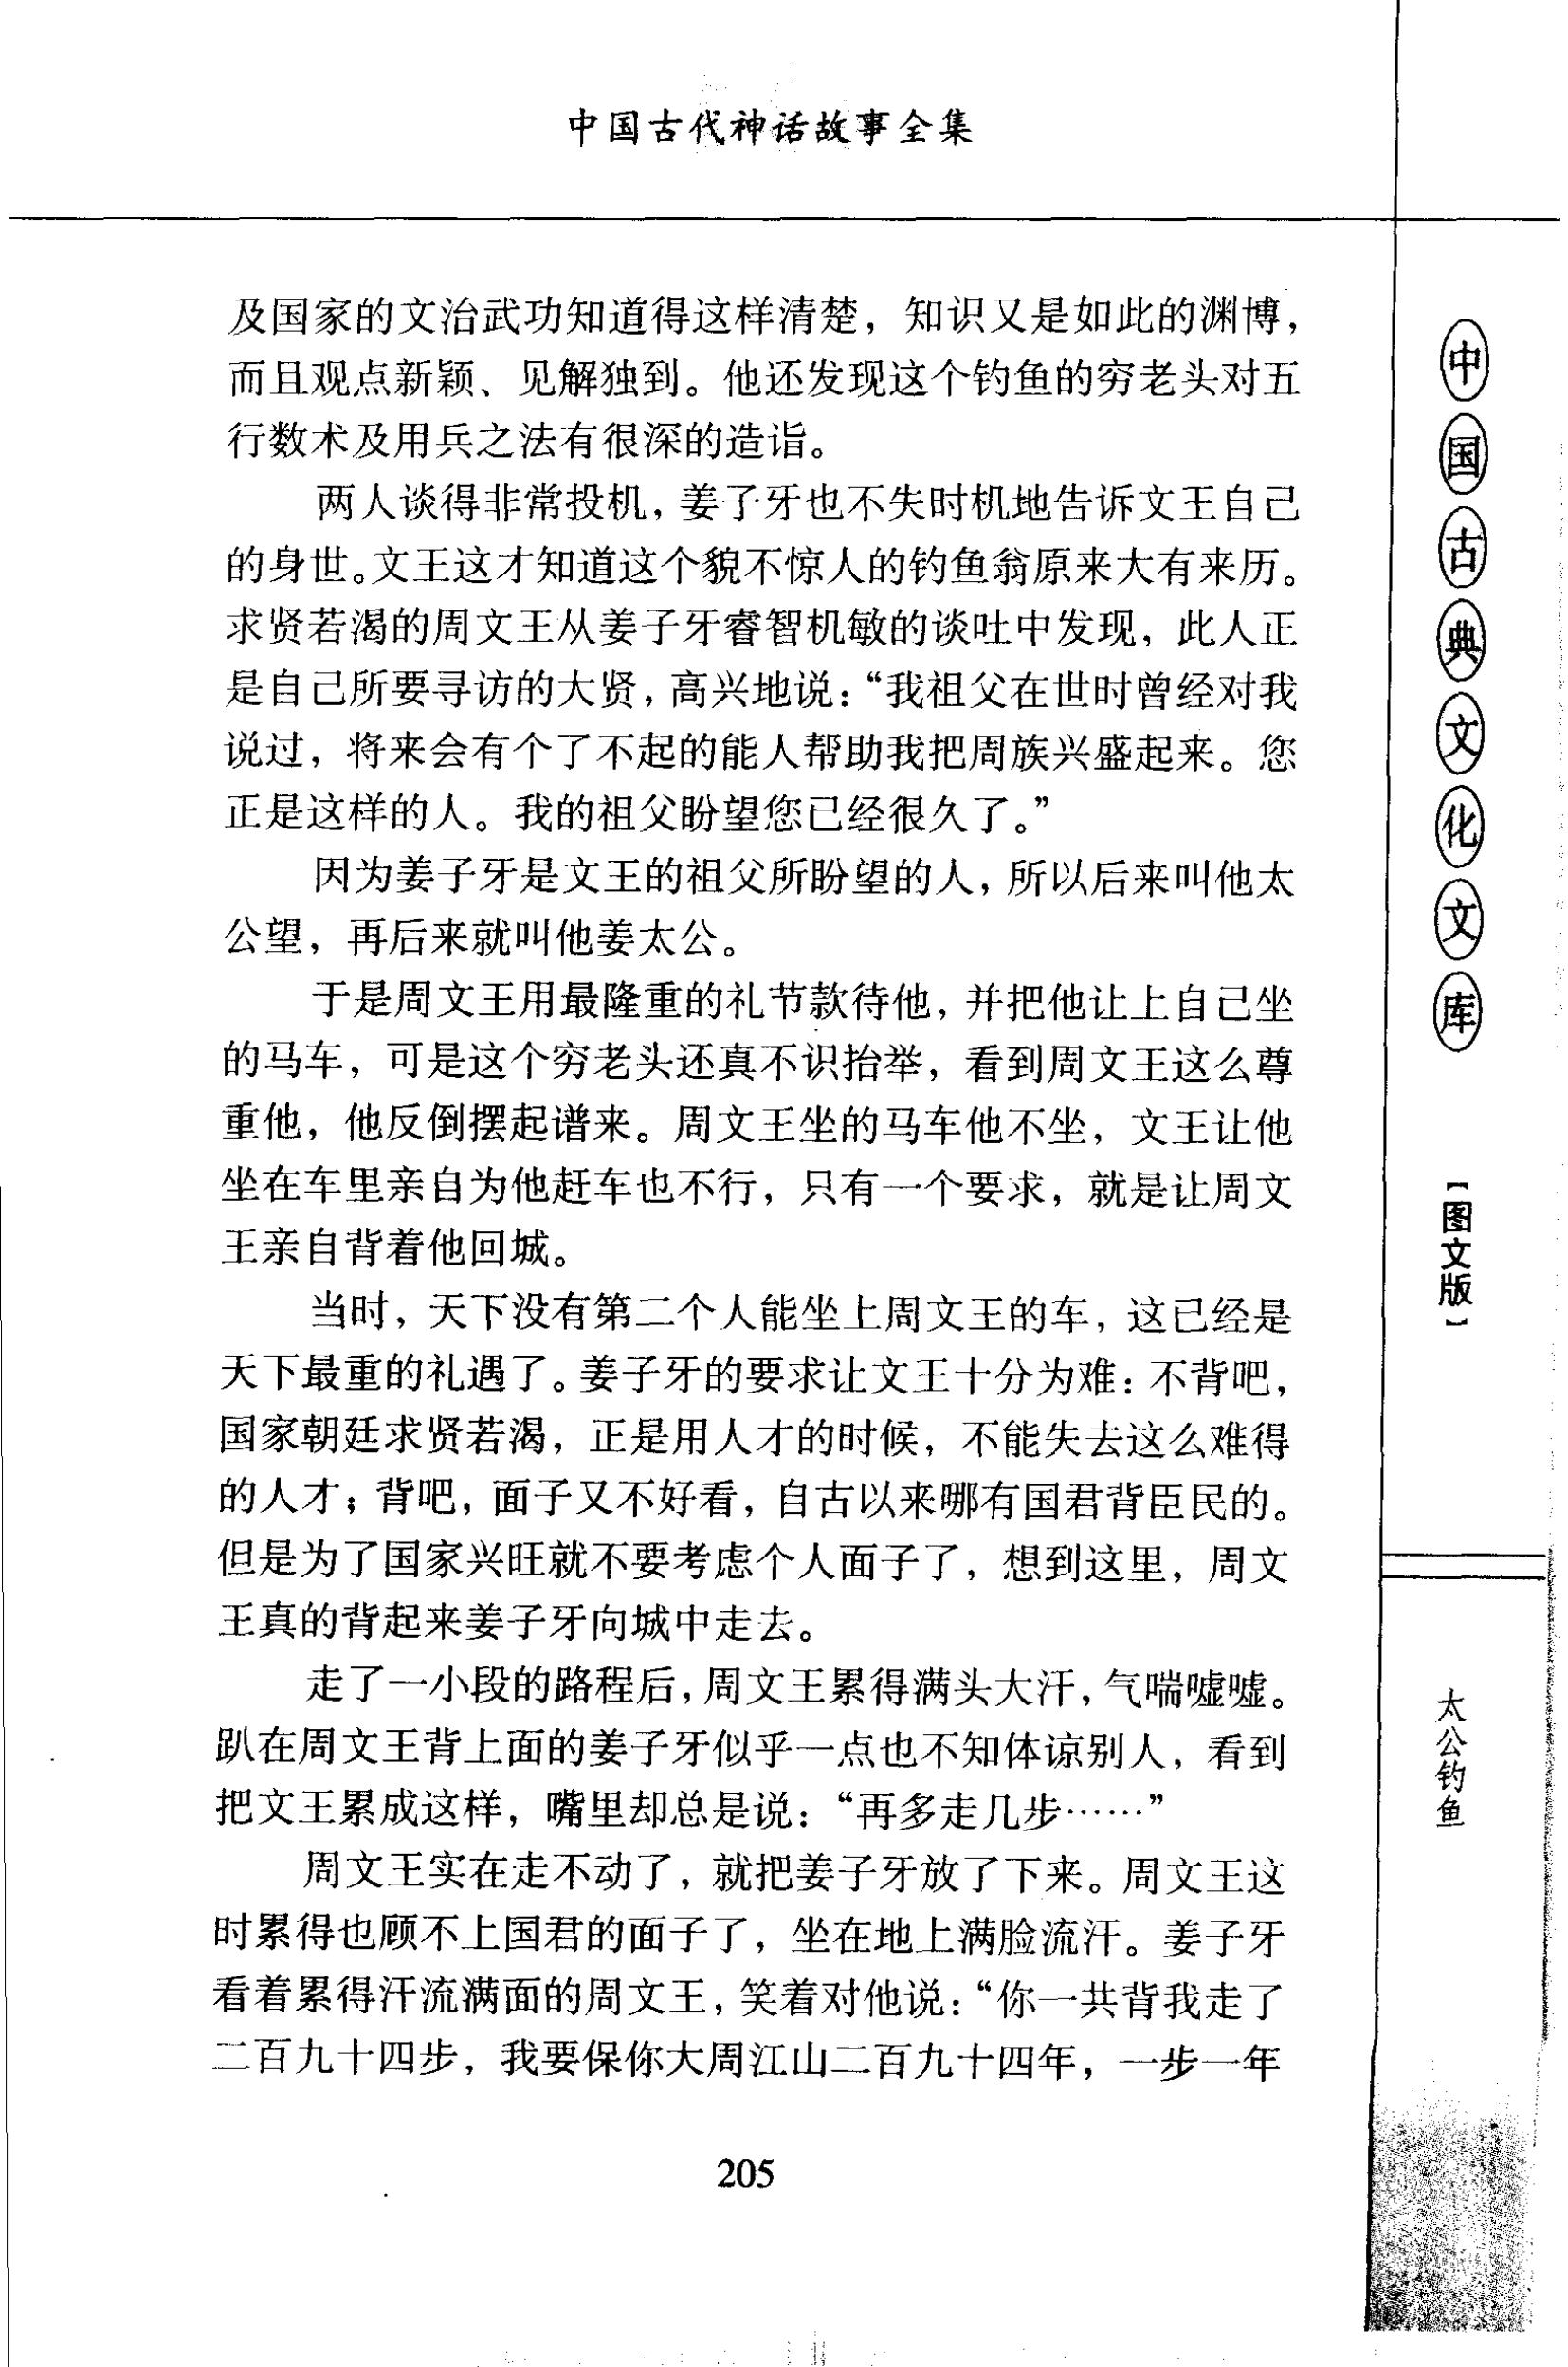 中国古代神话故事全集
及国家的文治武功知道得这样清楚，知识又是如此的渊博，
而且观点新颖、见解独到。他还发现这个钓鱼的穷老头对五
行数术及用兵之法有很深的造诣。
两人谈得非常投机，姜子牙也不失时机地告诉文王自己
的身世。文王这才知道这个貌不惊人的钓鱼翁原来大有来历。
求贤若渴的周文王从姜子牙睿智机敏的谈吐中发现，此人正
是自己所要寻访的大贤，高兴地说：“我祖父在世时曾经对我
说过，将来会有个了不起的能人帮助我把周族兴盛起来。您
正是这样的人。我的祖父盼望您已经很久了。”
因为姜子牙是文王的祖父所盼望的人，所以后来叫他太
公望，再后来就叫他姜太公。
于是周文王用最隆重的礼节款待他，并把他让上自己坐
的马车，可是这个穷老头还真不识抬举，看到周文王这么尊
重他，他反倒摆起谱来。周文王坐的马车他不坐，文王让他
坐在车里亲自为他赶车也不行，只有一个要求，就是让周文
王亲自背着他回城。
当时，天下没有第二个人能坐上周文王的车，这已经是
天下最重的礼遇了。姜子牙的要求让文王十分为难：不背吧，
国家朝廷求贤若渴，正是用人才的时候，不能失去这么难得
的人才；背吧，面子又不好看，自古以来哪有国君背臣民的。
但是为了国家兴旺就不要考虑个人面子了，想到这里，周文
王真的背起来姜子牙向城中走去。
走了一小段的路程后，周文王累得满头大汗，气喘嘘嘘。
趴在周文王背上面的姜子牙似乎一点也不知体谅别人，看到
把文王累成这样，嘴里却总是说：“再多走几步……”
周文王实在走不动了，就把姜子牙放了下来。周文王这
时累得也顾不上国君的面子了，坐在地上满脸流汗。姜子牙
看着累得汗流满面的周文王，笑着对他说：“你一共背我走了
二百九十四步，我要保你大周江山二百九十四年，一步一年
205
中国古典文化文库
【图文版】
太公钓鱼